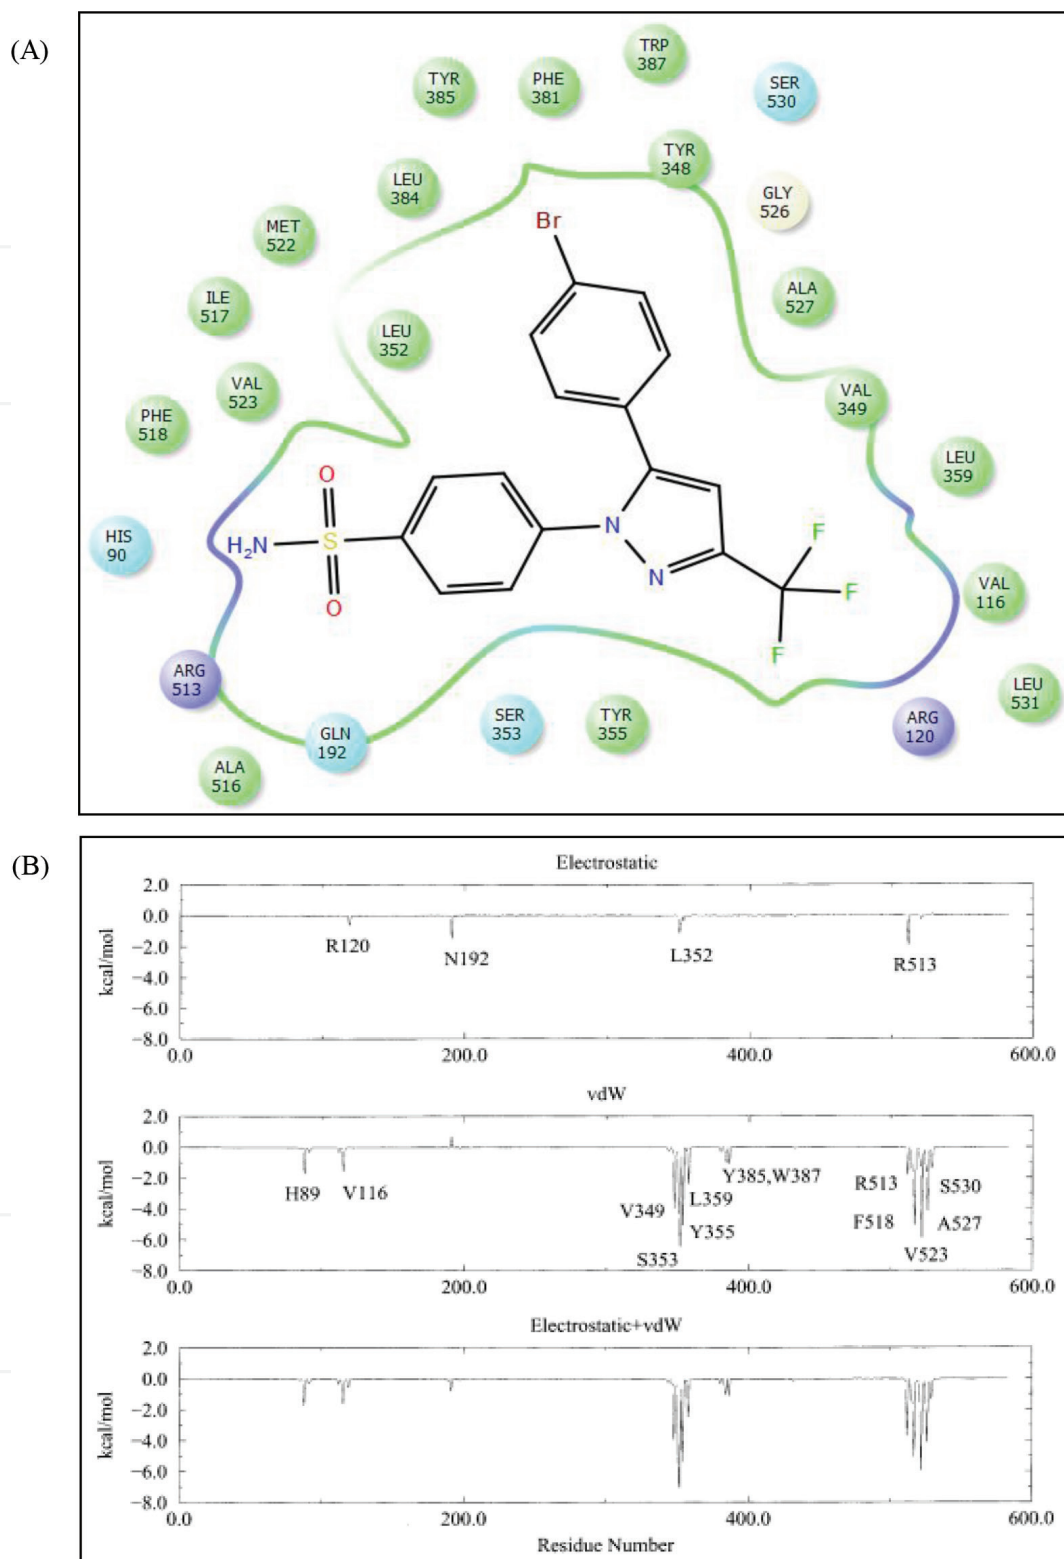 (A)
TRP
387
TYR
385
PHE
381
SER
530
TYR
348
LEU
384
GLY
526
MET
522
Br
ILE
517
ALA
527
LEU
352
VAL
523
VAL
349
PHE
518
LEU
359
O
HIS
90
H2N
S
N
F
N
F
VAL
116
O
F
ARG
513
LEU
531
GLN
192
SER
353
TYR
355
ARG
120
ALA
516
(B)
Electrostatic
2.0
0.0
−2.0
−4.0
−6.0
−8.0
kcal/mol
R120
N192
L352
R513
0.0 200.0 400.0 600.0
vdW
2.0
0.0
−2.0
−4.0
−6.0
−8.0
kcal/mol
H89
V116
V349
S353
L359
Y355
Y385,W387
R513
F518
V523
S530
A527
0.0 200.0 400.0 600.0
Electrostatic+vdW
2.0
0.0
−2.0
−4.0
−6.0
−8.0
kcal/mol
0.0 200.0 400.0 600.0
Residue Number